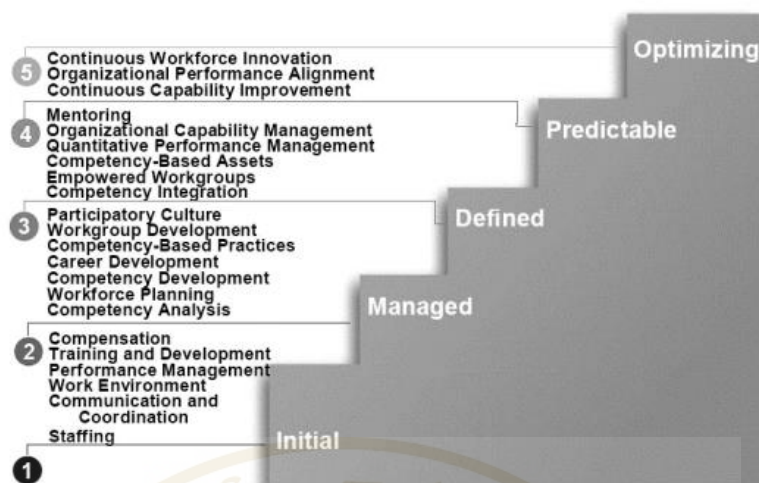 Optimizing
5
Continuous Workforce Innovation
Organizational Performance Alignment
Continuous Capability Improvement
Predictable
4
Mentoring
Organizational Capability Management
Quantitative Performance Management
Competency-Based Assets
Empowered Workgroups
Competency Integration
Defined
3
Participatory Culture
Workgroup Development
Competency-Based Practices
Career Development
Competency Development
Workforce Planning
Competency Analysis
Managed
2
Compensation
Training and Development
Performance Management
Work Environment
Communication and
Coordination
Staffing
Initial
1